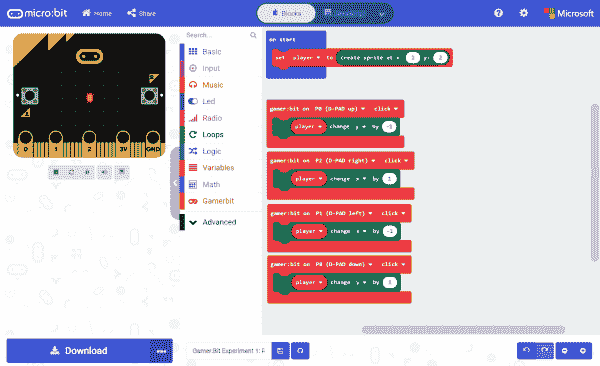 micro:bit Home Share Blocks Microsoft
Search...
Basic
Input
Music
Led
Radio
Loops
Logic
Variables
Math
Gamerbit
Advanced
on start
set player to create sprite at x 1 y: 2
gamer:bit on P0 (D-PAD up) click
player change y by -1
gamer:bit on P2 (D-PAD right) click
player change x by 1
gamer:bit on P1 (D-PAD left) click
player change x by -1
gamer:bit on P8 (D-PAD down) click
player change y by 1
0 1 2 3V GND
Download
Gamer:Bit Experiment 1: F